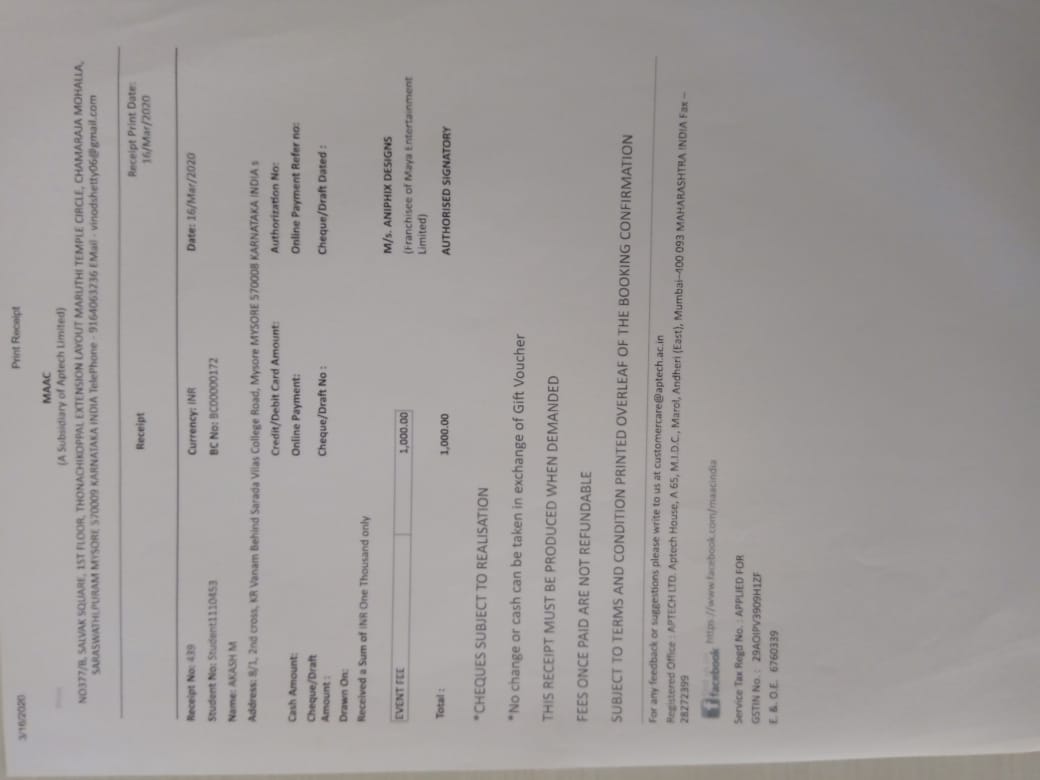 3/16/2020 Print Receipt
MAAC
(A Subsidiary of Aptech Limited)
NO377/B, SALVAK SQUARE, 1ST FLOOR, THONACHIKOPPAL EXTENSION LAYOUT MARUTHI TEMPLE CIRCLE, CHAMARAJA MOHALLA,
SARASWATHI,PURAM MYSORE 570009 KARNATAKA INDIA TelePhone - 9164063236 EMail - vinodshetty06@gmail.com
Receipt Receipt Print Date:
16/Mar/2020
Receipt No: 439 Currency: INR Date: 16/Mar/2020
Student No: Student1110453 BC No: BC00000172
Name: AKASH M
Address: 8/1, 2nd cross, KR Vanam Behind Sarada Vilas College Road, Mysore MYSORE 570008 KARNATAKA INDIA s
Cash Amount: Credit/Debit Card Amount: Authorization No:
Cheque/Draft Online Payment: Online Payment Refer no:
Amount : Cheque/Draft No : Cheque/Draft Dated :
Drawn On:
Received a Sum of INR One Thousand only
M/s. ANIPHIX DESIGNS
EVENT FEE 1,000.00 (Franchisee of Maya Entertainment
Limited)
Total : 1,000.00 AUTHORISED SIGNATORY
*CHEQUES SUBJECT TO REALISATION
*No change or cash can be taken in exchange of Gift Voucher
THIS RECEIPT MUST BE PRODUCED WHEN DEMANDED
FEES ONCE PAID ARE NOT REFUNDABLE
SUBJECT TO TERMS AND CONDITION PRINTED OVERLEAF OF THE BOOKING CONFIRMATION
For any feedback or suggestions please write to us at customercare@aptech.ac.in
Registered Office : APTECH LTD. Aptech House, A 65, M.I.D.C., Marol, Andheri (East), Mumbai–400 093 MAHARASHTRA INDIA Fax –
28272399
facebook https://www.facebook.com/maacindia
Service Tax Regd No. : APPLIED FOR
GSTIN No. : 29AOIPV3909H1ZF
E. & .O.E. 6760339